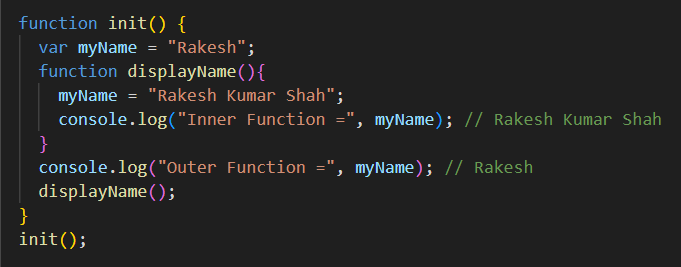 function init() {
  var myName = "Rakesh";
  function displayName(){
    myName = "Rakesh Kumar Shah";
    console.log("Inner Function =", myName); // Rakesh Kumar Shah
  }
  console.log("Outer Function =", myName); // Rakesh
  displayName();
}
init();